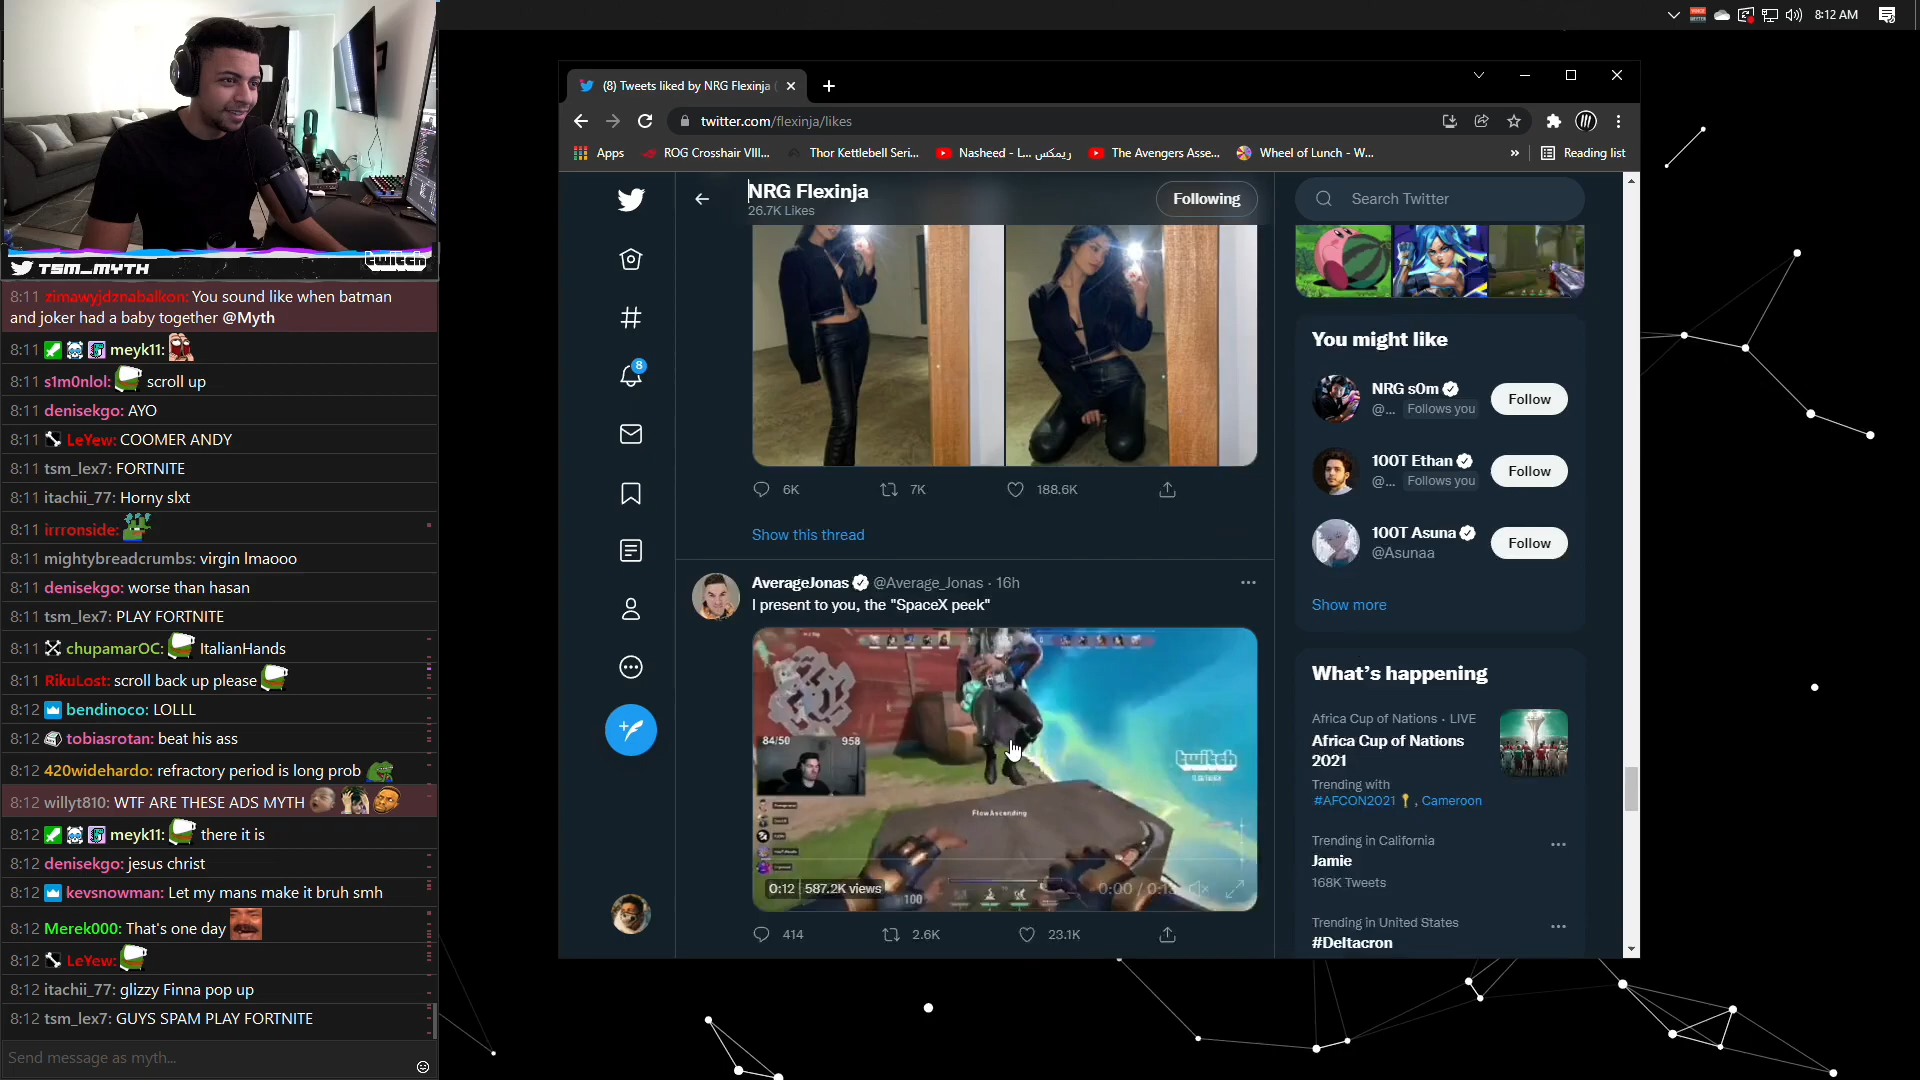 TSM_MYTH
twitch
8:11 zimawyjdznabalkon: You sound like when batman
and joker had a baby together @Myth
8:11 meyk11:
8:11 s1m0nlol: scroll up
8:11 denisekgo: AYO
8:11 LeYew: COOMER ANDY
8:11 tsm_lex7: FORTNITE
8:11 itachii_77: Horny slxt
8:11 irrronside:
8:11 mightybreadcrumbs: virgin lmaooo
8:11 denisekgo: worse than hasan
8:11 tsm_lex7: PLAY FORTNITE
8:11 chupamarOC: ItalianHands
8:11 RikuLost: scroll back up please
8:12 bendinoco: LOLLL
8:12 tobiasrotan: beat his ass
8:12 420widehardo: refractory period is long prob
8:12 willyt810: WTF ARE THESE ADS MYTH
8:12 meyk11: there it is
8:12 denisekgo: jesus christ
8:12 kevsnowman: Let my mans make it bruh smh
8:12 Merek000: That's one day
8:12 LeYew:
8:12 itachii_77: glizzy Finna pop up
8:12 tsm_lex7: GUYS SPAM PLAY FORTNITE
Send message as myth...
8:12 AM
(8) Tweets liked by NRG Flexinja (
twitter.com/flexinja/likes
Apps ROG Crosshair VIII... Thor Kettlebell Seri... Nasheed - L... ريمكس The Avengers Asse... Wheel of Lunch - W... » Reading list
8
NRG Flexinja
26.7K Likes
Following
6K 7K 188.6K
Show this thread
AverageJonas @Average_Jonas · 16h
I present to you, the "SpaceX peek"
84/50 958
twitch
Flow Ascending
0:12 587.2K views
100
414 2.6K 23.1K
Search Twitter
You might like
NRG s0m
@... Follows you
Follow
100T Ethan
@... Follows you
Follow
100T Asuna
@Asunaa
Follow
Show more
What's happening
Africa Cup of Nations · LIVE
Africa Cup of Nations
2021
Trending with
#AFCON2021 , Cameroon
Trending in California
Jamie
168K Tweets
Trending in United States
#Deltacron